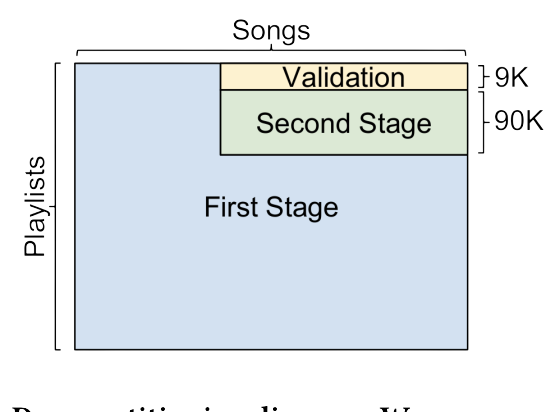 Songs
Validation
9K
Second Stage
90K
Playlists
First Stage